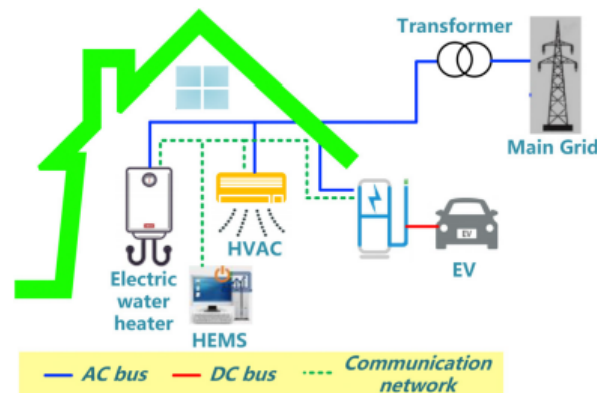 Transformer
Main Grid
HVAC
EV
EV
Electric
water
heater
HEMS
AC bus
DC bus
Communication
network